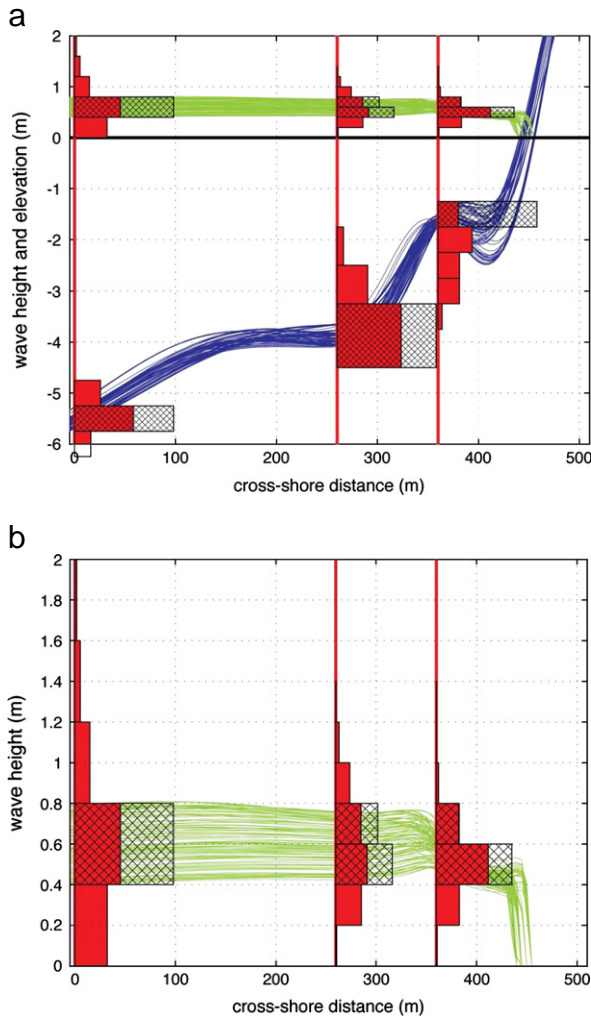 a
2
1
0
-1
-2
-3
-4
-5
-6
wave height and elevation (m)
0 100 200 300 400 500
cross-shore distance (m)
b
2
1.8
1.6
1.4
1.2
1
0.8
0.6
0.4
0.2
0
wave height (m)
0 100 200 300 400 500
cross-shore distance (m)